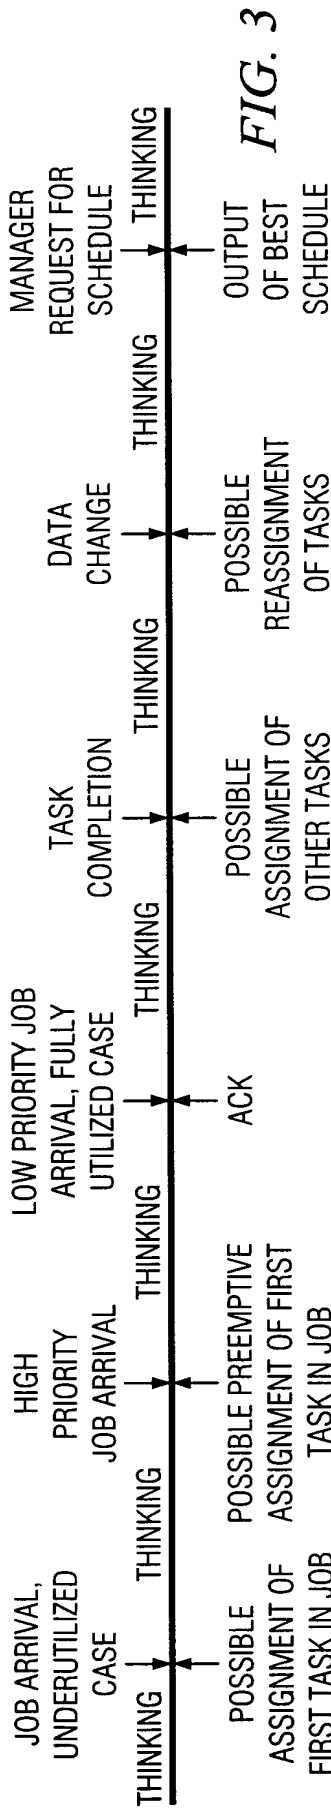 JOB ARRIVAL,
UNDERUTILIZED
CASE
HIGH
PRIORITY
JOB ARRIVAL
LOW PRIORITY JOB
ARRIVAL, FULLY
UTILIZED CASE
TASK
COMPLETION
DATA
CHANGE
MANAGER
REQUEST FOR
SCHEDULE
THINKING
THINKING
THINKING
THINKING
THINKING
THINKING
THINKING
POSSIBLE
ASSIGNMENT OF
FIRST TASK IN JOB
POSSIBLE PREEMPTIVE
ASSIGNMENT OF FIRST
TASK IN JOB
ACK
POSSIBLE
ASSIGNMENT OF
OTHER TASKS
POSSIBLE
REASSIGNMENT
OF TASKS
OUTPUT
OF BEST
SCHEDULE
FIG. 3